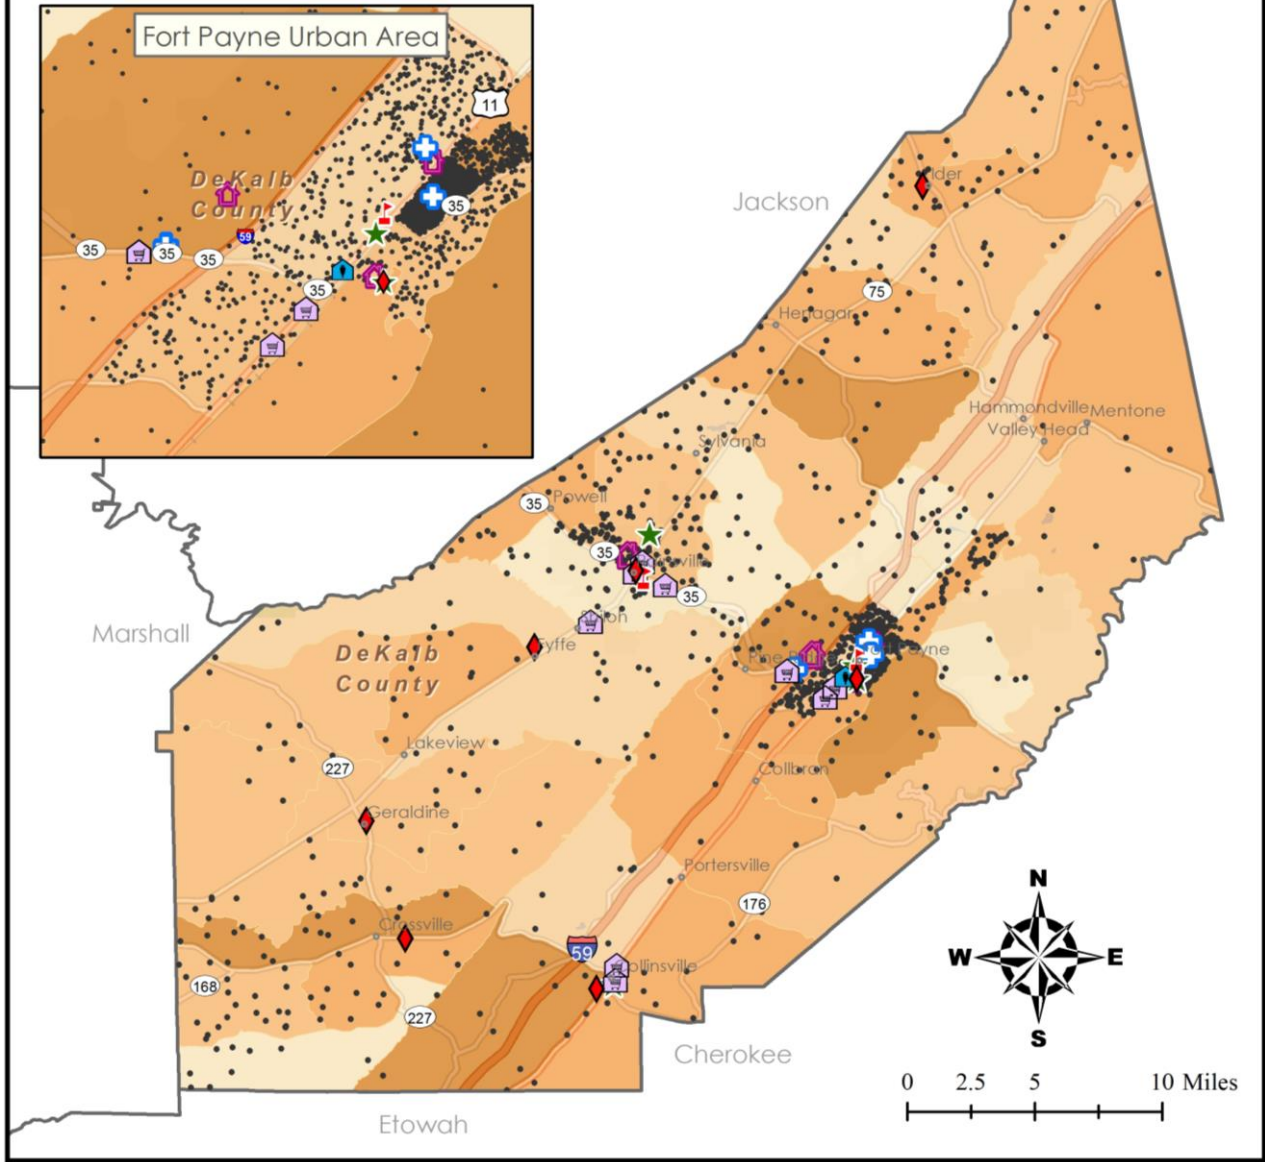 Fort Payne Urban Area
11
DeKalb
County
35
59
35
35
35
35
Jackson
75
Henagar
Hammondville
Mentone
Valley Head
Sylvania
35
Powell
35
35
Marshall
DeKalb
County
Fyffe
Payne
Lakeview
227
Collbran
Geraldine
Portersville
176
Crossville
59
Collinsville
168
227
Cherokee
Etowah
N
W
E
S
0 2.5 5 10 Miles